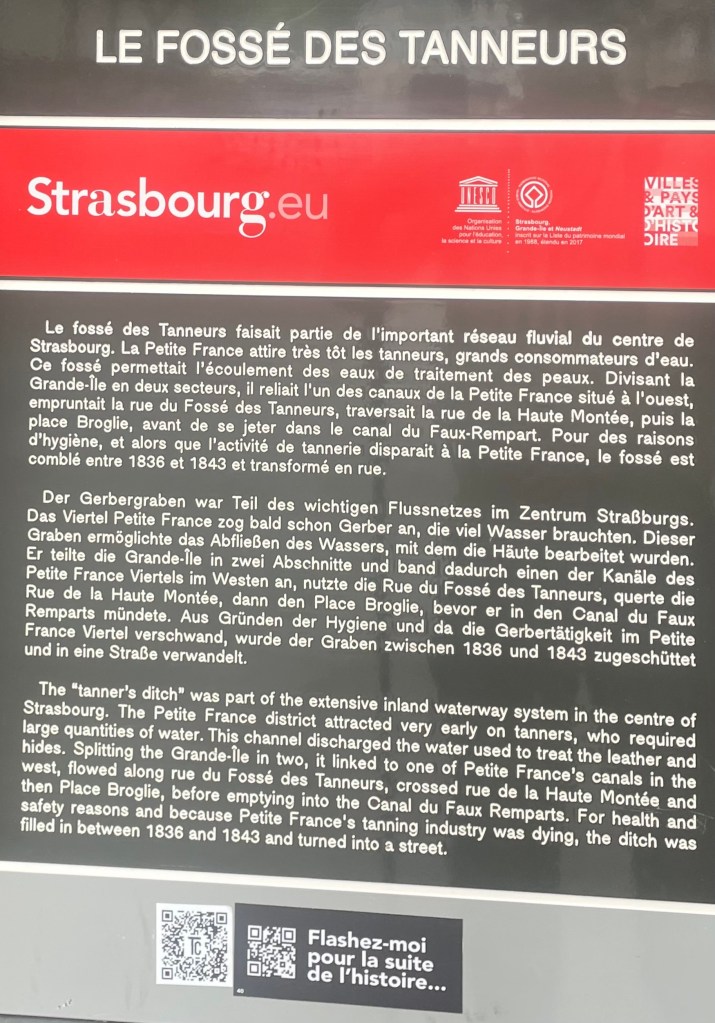 LE FOSSÉ DES TANNEURS
Strasbourg.eu
UNESCO
Organisation
des Nations Unies
pour l'éducation,
la science et la culture
Strasbourg,
Grande-Île et Neustadt
inscrit sur la Liste du patrimoine mondial
en 1988, étendu en 2017
VILLES
& PAYS
D'ART &
D'HISTO
OIRE
Le fossé des Tanneurs faisait partie de l'important réseau fluvial du centre de
Strasbourg. La Petite France attire très tôt les tanneurs, grands consommateurs d'eau.
Ce fossé permettait l'écoulement des eaux de traitement des peaux. Divisant la
Grande-Île en deux secteurs, il reliait l'un des canaux de la Petite France situé à l'ouest,
empruntait la rue du Fossé des Tanneurs, traversait la rue de la Haute Montée, puis la
place Broglie, avant de se jeter dans le canal du Faux-Rempart. Pour des raisons
d'hygiène, et alors que l'activité de tannerie disparait à la Petite France, le fossé est
comblé entre 1836 et 1843 et transformé en rue.
Der Gerbergraben war Teil des wichtigen Flussnetzes im Zentrum Straßburgs.
Das Viertel Petite France zog bald schon Gerber an, die viel Wasser brauchten. Dieser
Graben ermöglichte das Abfließen des Wassers, mit dem die Häute bearbeitet wurden.
Er teilte die Grande-Île in zwei Abschnitte und band dadurch einen der Kanäle des
Petite France Viertels im Westen an, nutzte die Rue du Fossé des Tanneurs, querte die
Rue de la Haute Montée, dann den Place Broglie, bevor er in den Canal du Faux
Remparts mündete. Aus Gründen der Hygiene und da die Gerbertätigkeit im Petite
France Viertel verschwand, wurde der Graben zwischen 1836 und 1843 zugeschüttet
und in eine Straße verwandelt.
The "tanner's ditch" was part of the extensive inland waterway system in the centre of
Strasbourg. The Petite France district attracted very early on tanners, who required
large quantities of water. This channel discharged the water used to treat the leather and
hides. Splitting the Grande-Île in two, it linked to one of Petite France's canals in the
west, flowed along rue du Fossé des Tanneurs, crossed rue de la Haute Montée and
then Place Broglie, before emptying into the Canal du Faux Remparts. For health and
safety reasons and because Petite France's tanning industry was dying, the ditch was
filled in between 1836 and 1843 and turned into a street.
TC
Flashez-moi
pour la suite
de l'histoire...
40